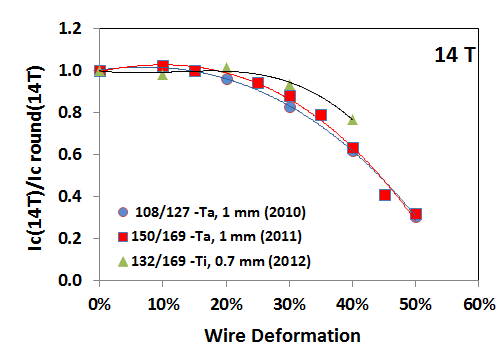 1.2
1.0
0.8
0.6
0.4
0.2
0.0
Ic(14T)/Ic round(14T)
14 T
108/127 -Ta, 1 mm (2010)
150/169 -Ta, 1 mm (2011)
132/169 -Ti, 0.7 mm (2012)
0% 10% 20% 30% 40% 50% 60%
Wire Deformation